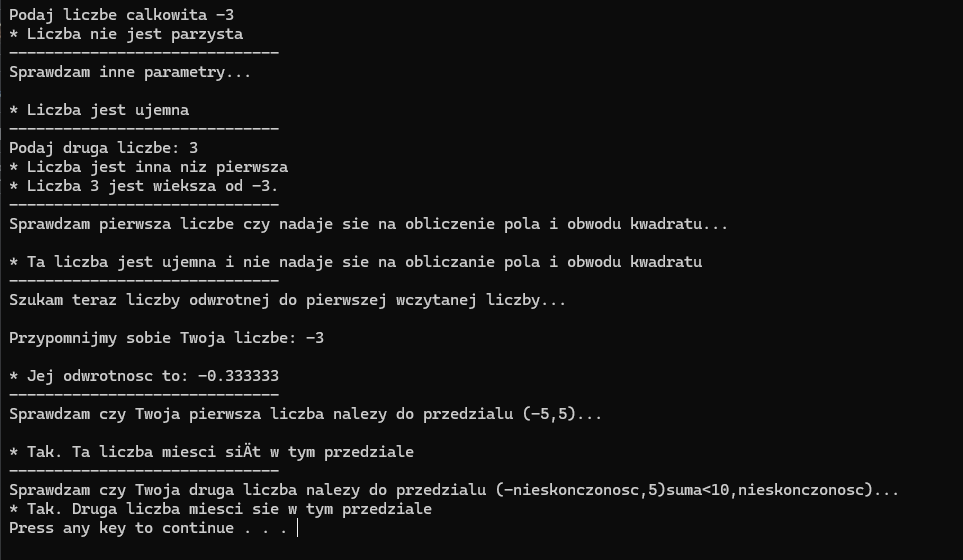 Podaj liczbe calkowita -3
* Liczba nie jest parzysta
------------------------------
Sprawdzam inne parametry...
* Liczba jest ujemna
------------------------------
Podaj druga liczbe: 3
* Liczba jest inna niz pierwsza
* Liczba 3 jest wieksza od -3.
------------------------------
Sprawdzam pierwsza liczbe czy nadaje sie na obliczenie pola i obwodu kwadratu...
* Ta liczba jest ujemna i nie nadaje sie na obliczanie pola i obwodu kwadratu
------------------------------
Szukam teraz liczby odwrotnej do pierwszej wczytanej liczby...
Przypomnijmy sobie Twoja liczbe: -3
* Jej odwrotnosc to: -0.333333
------------------------------
Sprawdzam czy Twoja pierwsza liczba nalezy do przedzialu (-5,5)...
* Tak. Ta liczba miesci siÄt w tym przedziale
------------------------------
Sprawdzam czy Twoja druga liczba nalezy do przedzialu (-nieskonczonosc,5)suma<10,nieskonczonosc)...
* Tak. Druga liczba miesci sie w tym przedziale
Press any key to continue . . .